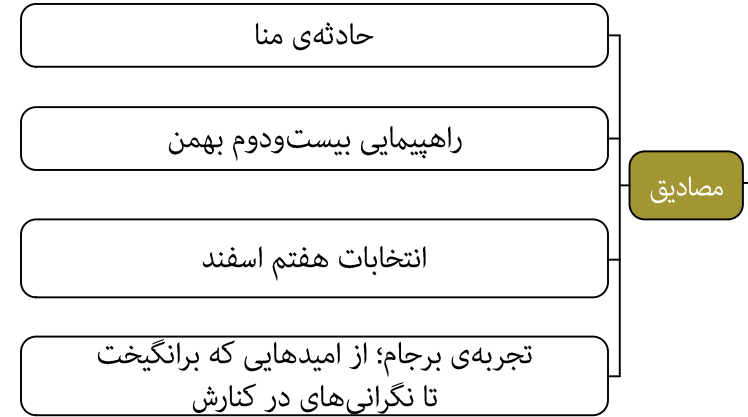 مصادیق
حادثه‌ی منا
راهپیمایی بیست‌ودوم بهمن
انتخابات هفتم اسفند
تجربه‌ی برجام؛ از امیدهایی که برانگیخت
تا نگرانی‌های در کنارش